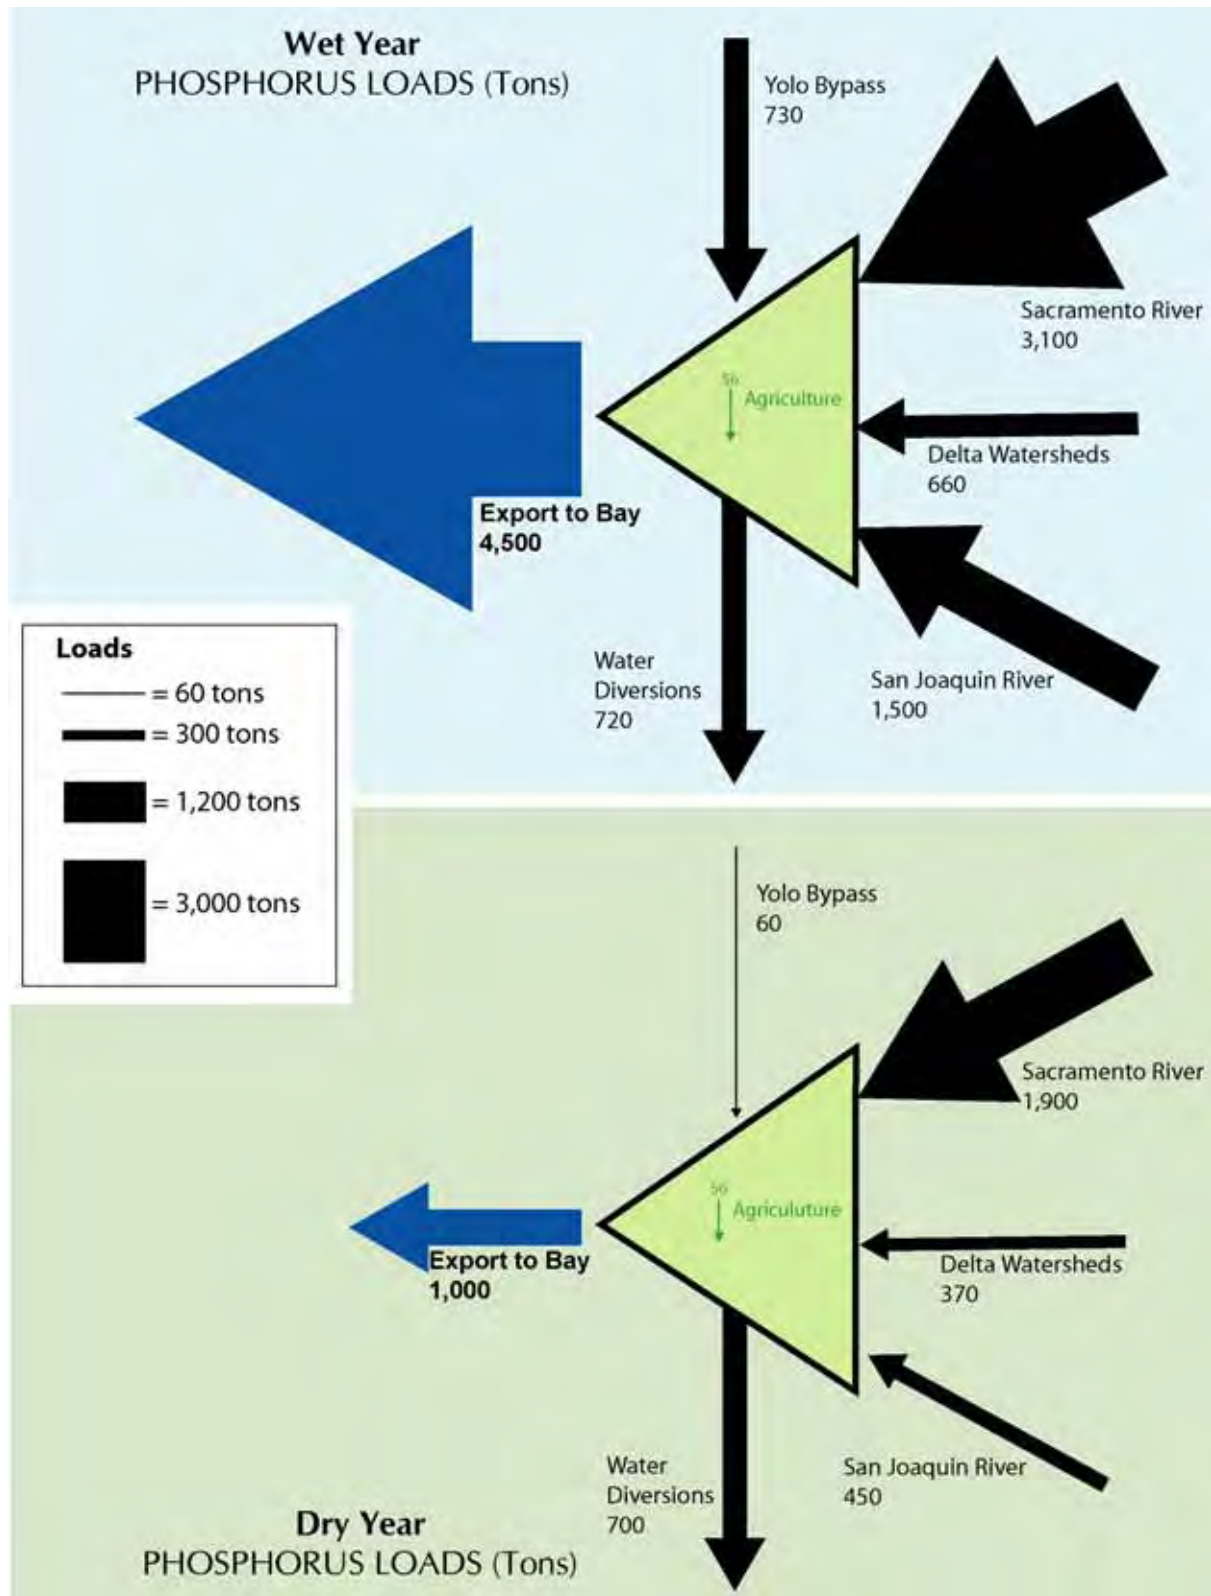 Wet Year
PHOSPHORUS LOADS (Tons)
Yolo Bypass
730
Sacramento River
3,100
56
Agriculture
Delta Watersheds
660
Export to Bay
4,500
Water
Diversions
720
San Joaquin River
1,500
Loads
= 60 tons
= 300 tons
= 1,200 tons
= 3,000 tons
Yolo Bypass
60
Sacramento River
1,900
56
Agriculuture
Export to Bay
1,000
Delta Watersheds
370
Water
Diversions
700
San Joaquin River
450
Dry Year
PHOSPHORUS LOADS (Tons)